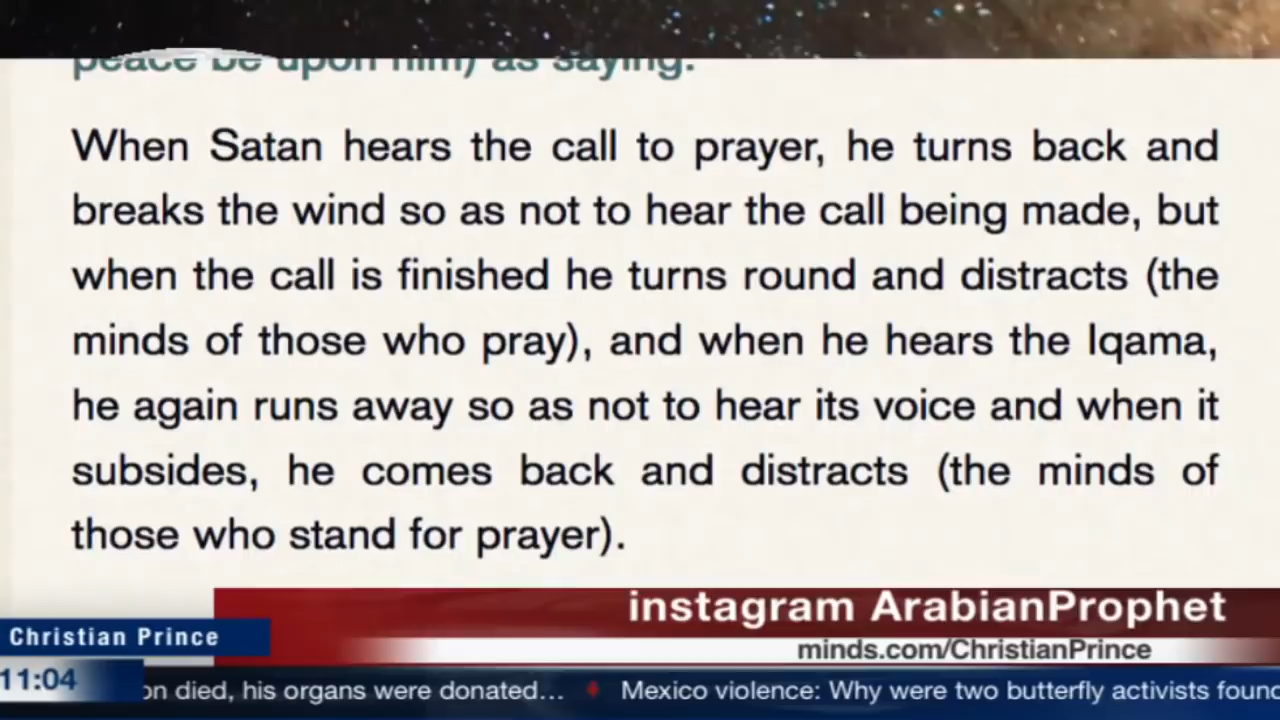 peace be upon him) as saying:
When Satan hears the call to prayer, he turns back and
breaks the wind so as not to hear the call being made, but
when the call is finished he turns round and distracts (the
minds of those who pray), and when he hears the Iqama,
he again runs away so as not to hear its voice and when it
subsides, he comes back and distracts (the minds of
those who stand for prayer).
instagram ArabianProphet
Christian Prince
minds.com/ChristianPrince
11:04
on died, his organs were donated... ♦ Mexico violence: Why were two butterfly activists found